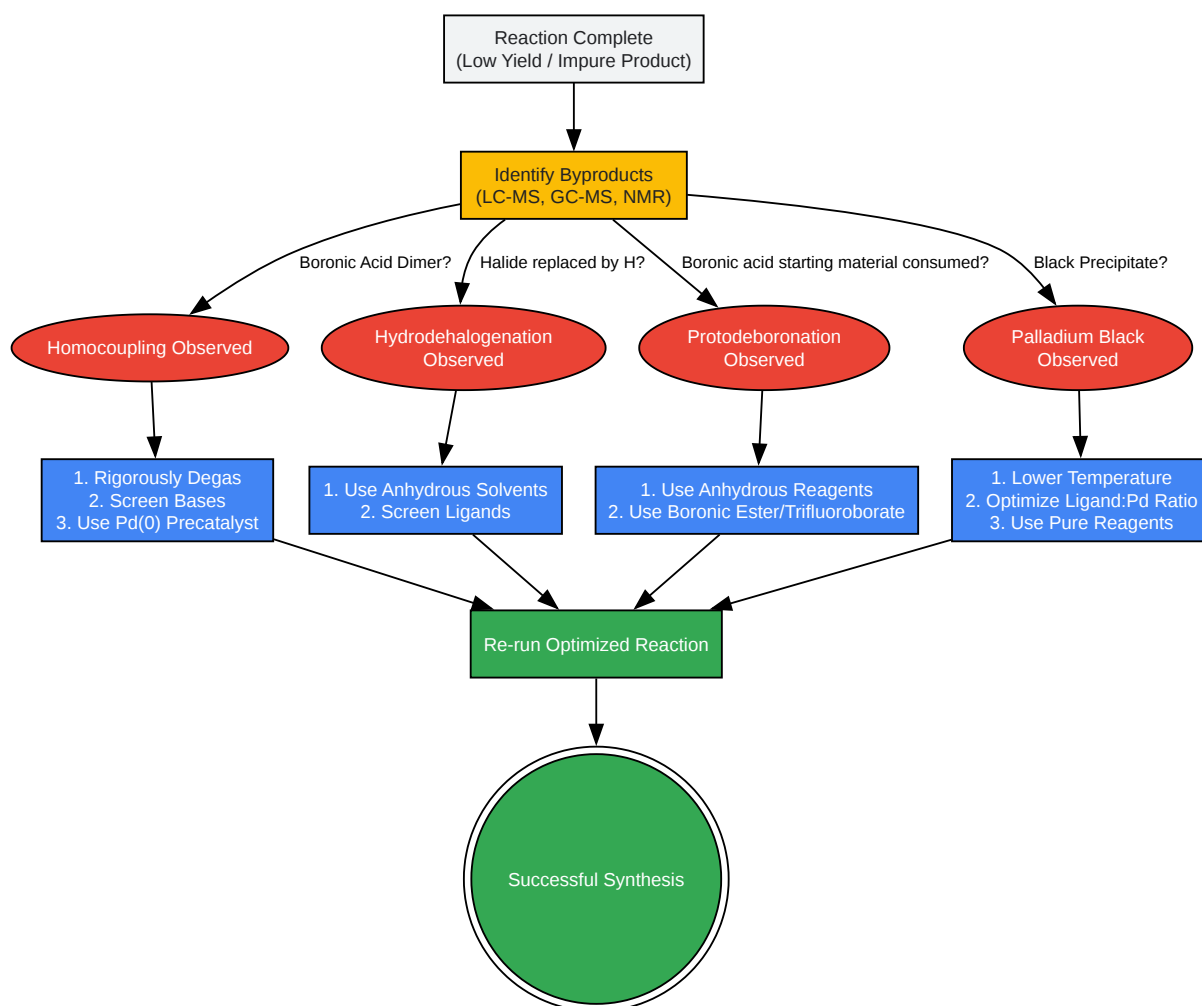 Reaction Complete
(Low Yield / Impure Product)
Identify Byproducts
(LC-MS, GC-MS, NMR)
Boronic Acid Dimer?
Halide replaced by H?
Boronic acid starting material consumed?
Black Precipitate?
Homocoupling Observed
Hydrodehalogenation
Observed
Protodeboronation
Observed
Palladium Black
Observed
1. Rigorously Degas
2. Screen Bases
3. Use Pd(0) Precatalyst
1. Use Anhydrous Solvents
2. Screen Ligands
1. Use Anhydrous Reagents
2. Use Boronic Ester/Trifluoroborate
1. Lower Temperature
2. Optimize Ligand:Pd Ratio
3. Use Pure Reagents
Re-run Optimized Reaction
Successful Synthesis